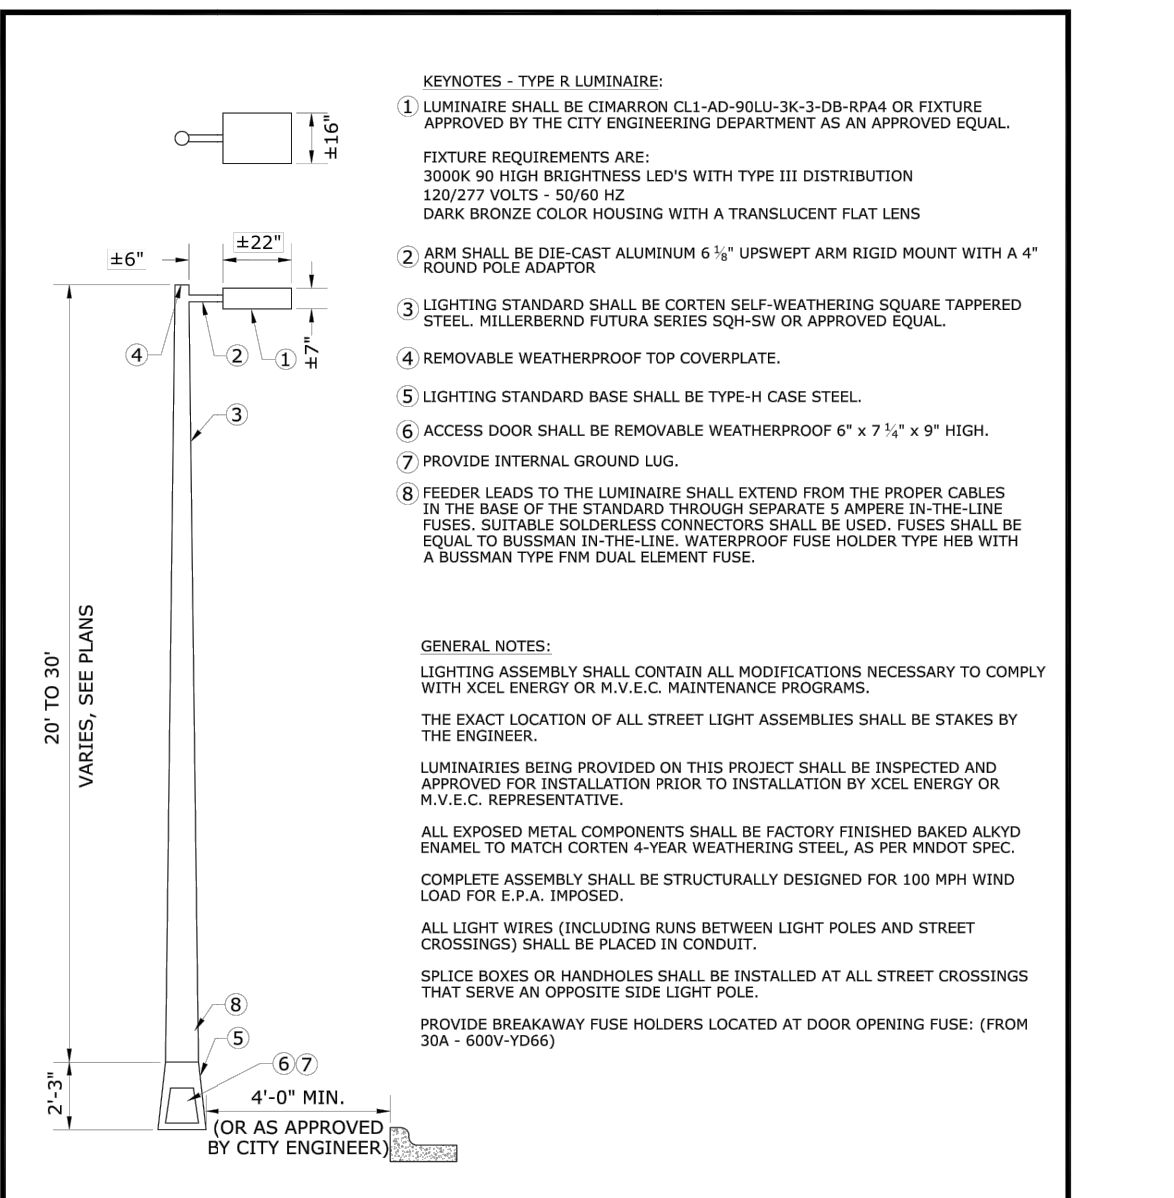 KEYNOTES - TYPE R LUMINAIRE:
1 LUMINAIRE SHALL BE CIMARRON CL1-AD-90LU-3K-3-DB-RPA4 OR FIXTURE
APPROVED BY THE CITY ENGINEERING DEPARTMENT AS AN APPROVED EQUAL.
FIXTURE REQUIREMENTS ARE:
3000K 90 HIGH BRIGHTNESS LED'S WITH TYPE III DISTRIBUTION
120/277 VOLTS - 50/60 HZ
DARK BRONZE COLOR HOUSING WITH A TRANSLUCENT FLAT LENS
2 ARM SHALL BE DIE-CAST ALUMINUM 6 1/8" UPSWEPT ARM RIGID MOUNT WITH A 4"
ROUND POLE ADAPTOR
3 LIGHTING STANDARD SHALL BE CORTEN SELF-WEATHERING SQUARE TAPPERED
STEEL. MILLERBERND FUTURA SERIES SQH-SW OR APPROVED EQUAL.
4 REMOVABLE WEATHERPROOF TOP COVERPLATE.
5 LIGHTING STANDARD BASE SHALL BE TYPE-H CASE STEEL.
6 ACCESS DOOR SHALL BE REMOVABLE WEATHERPROOF 6" x 7 1/4" x 9" HIGH.
7 PROVIDE INTERNAL GROUND LUG.
8 FEEDER LEADS TO THE LUMINAIRE SHALL EXTEND FROM THE PROPER CABLES
IN THE BASE OF THE STANDARD THROUGH SEPARATE 5 AMPERE IN-THE-LINE
FUSES. SUITABLE SOLDERLESS CONNECTORS SHALL BE USED. FUSES SHALL BE
EQUAL TO BUSSMAN IN-THE-LINE. WATERPROOF FUSE HOLDER TYPE HEB WITH
A BUSSMAN TYPE FNM DUAL ELEMENT FUSE.
GENERAL NOTES:
LIGHTING ASSEMBLY SHALL CONTAIN ALL MODIFICATIONS NECESSARY TO COMPLY
WITH XCEL ENERGY OR M.V.E.C. MAINTENANCE PROGRAMS.
THE EXACT LOCATION OF ALL STREET LIGHT ASSEMBLIES SHALL BE STAKES BY
THE ENGINEER.
LUMINAIRIES BEING PROVIDED ON THIS PROJECT SHALL BE INSPECTED AND
APPROVED FOR INSTALLATION PRIOR TO INSTALLATION BY XCEL ENERGY OR
M.V.E.C. REPRESENTATIVE.
ALL EXPOSED METAL COMPONENTS SHALL BE FACTORY FINISHED BAKED ALKYD
ENAMEL TO MATCH CORTEN 4-YEAR WEATHERING STEEL, AS PER MNDOT SPEC.
COMPLETE ASSEMBLY SHALL BE STRUCTURALLY DESIGNED FOR 100 MPH WIND
LOAD FOR E.P.A. IMPOSED.
ALL LIGHT WIRES (INCLUDING RUNS BETWEEN LIGHT POLES AND STREET
CROSSINGS) SHALL BE PLACED IN CONDUIT.
SPLICE BOXES OR HANDHOLES SHALL BE INSTALLED AT ALL STREET CROSSINGS
THAT SERVE AN OPPOSITE SIDE LIGHT POLE.
PROVIDE BREAKAWAY FUSE HOLDERS LOCATED AT DOOR OPENING FUSE: (FROM
30A - 600V-YD66)
±16"
±22"
±6"
±7"
4
2
1
3
20' TO 30'
VARIES, SEE PLANS
8
5
6 7
2'-3"
4'-0" MIN.
(OR AS APPROVED
BY CITY ENGINEER)